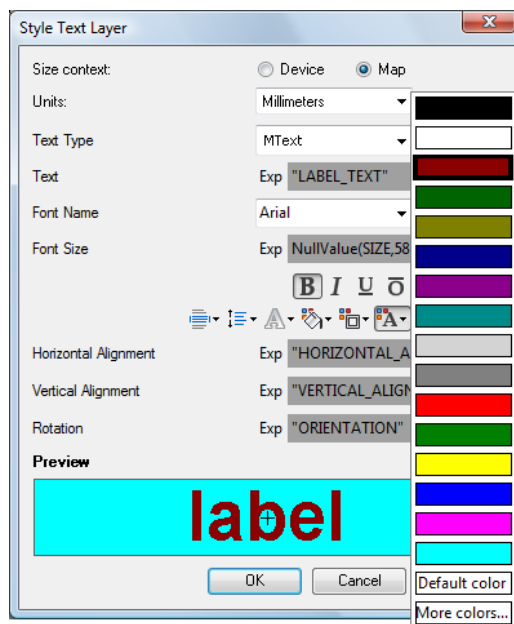 Style Text Layer
Size context: Device Map
Units: Millimeters
Text Type MText
Text Exp "LABEL_TEXT"
Font Name Arial
Font Size Exp NullValue(SIZE,58
B I U O
A A
Horizontal Alignment Exp "HORIZONTAL_A
Vertical Alignment Exp "VERTICAL_ALIGN
Rotation Exp "ORIENTATION"
Preview
label
OK Cancel
Default color
More colors...